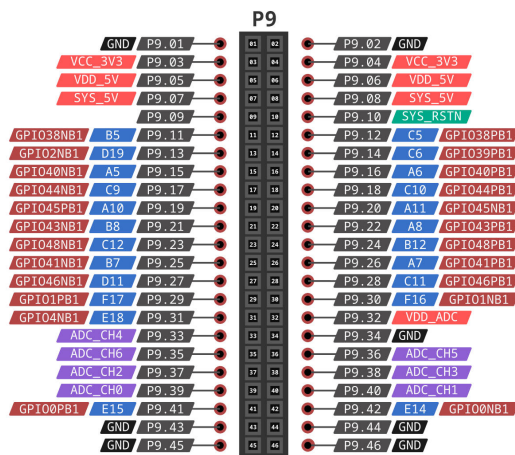 P9
GND P9.01 01 02 P9.02 GND
VCC_3V3 P9.03 03 04 P9.04 VCC_3V3
VDD_5V P9.05 05 06 P9.06 VDD_5V
SYS_5V P9.07 07 08 P9.08 SYS_5V
P9.09 09 10 P9.10 SYS_RSTN
GPIO38NB1 B5 P9.11 11 12 P9.12 C5 GPIO38PB1
GPIO2NB1 D19 P9.13 13 14 P9.14 C6 GPIO39PB1
GPIO40NB1 A5 P9.15 15 16 P9.16 A6 GPIO40PB1
GPIO44NB1 C9 P9.17 17 18 P9.18 C10 GPIO44PB1
GPIO45PB1 A10 P9.19 19 20 P9.20 A11 GPIO45NB1
GPIO43NB1 B8 P9.21 21 22 P9.22 A8 GPIO43PB1
GPIO48NB1 C12 P9.23 23 24 P9.24 B12 GPIO48PB1
GPIO41NB1 B7 P9.25 25 26 P9.26 A7 GPIO41PB1
GPIO46NB1 D11 P9.27 27 28 P9.28 C11 GPIO46PB1
GPIO1PB1 F17 P9.29 29 30 P9.30 F16 GPIO1NB1
GPIO4NB1 E18 P9.31 31 32 P9.32 VDD_ADC
ADC_CH4 P9.33 33 34 P9.34 GND
ADC_CH6 P9.35 35 36 P9.36 ADC_CH5
ADC_CH2 P9.37 37 38 P9.38 ADC_CH3
ADC_CH0 P9.39 39 40 P9.40 ADC_CH1
GPIO0PB1 E15 P9.41 41 42 P9.42 E14 GPIO0NB1
GND P9.43 43 44 P9.44 GND
GND P9.45 45 46 P9.46 GND